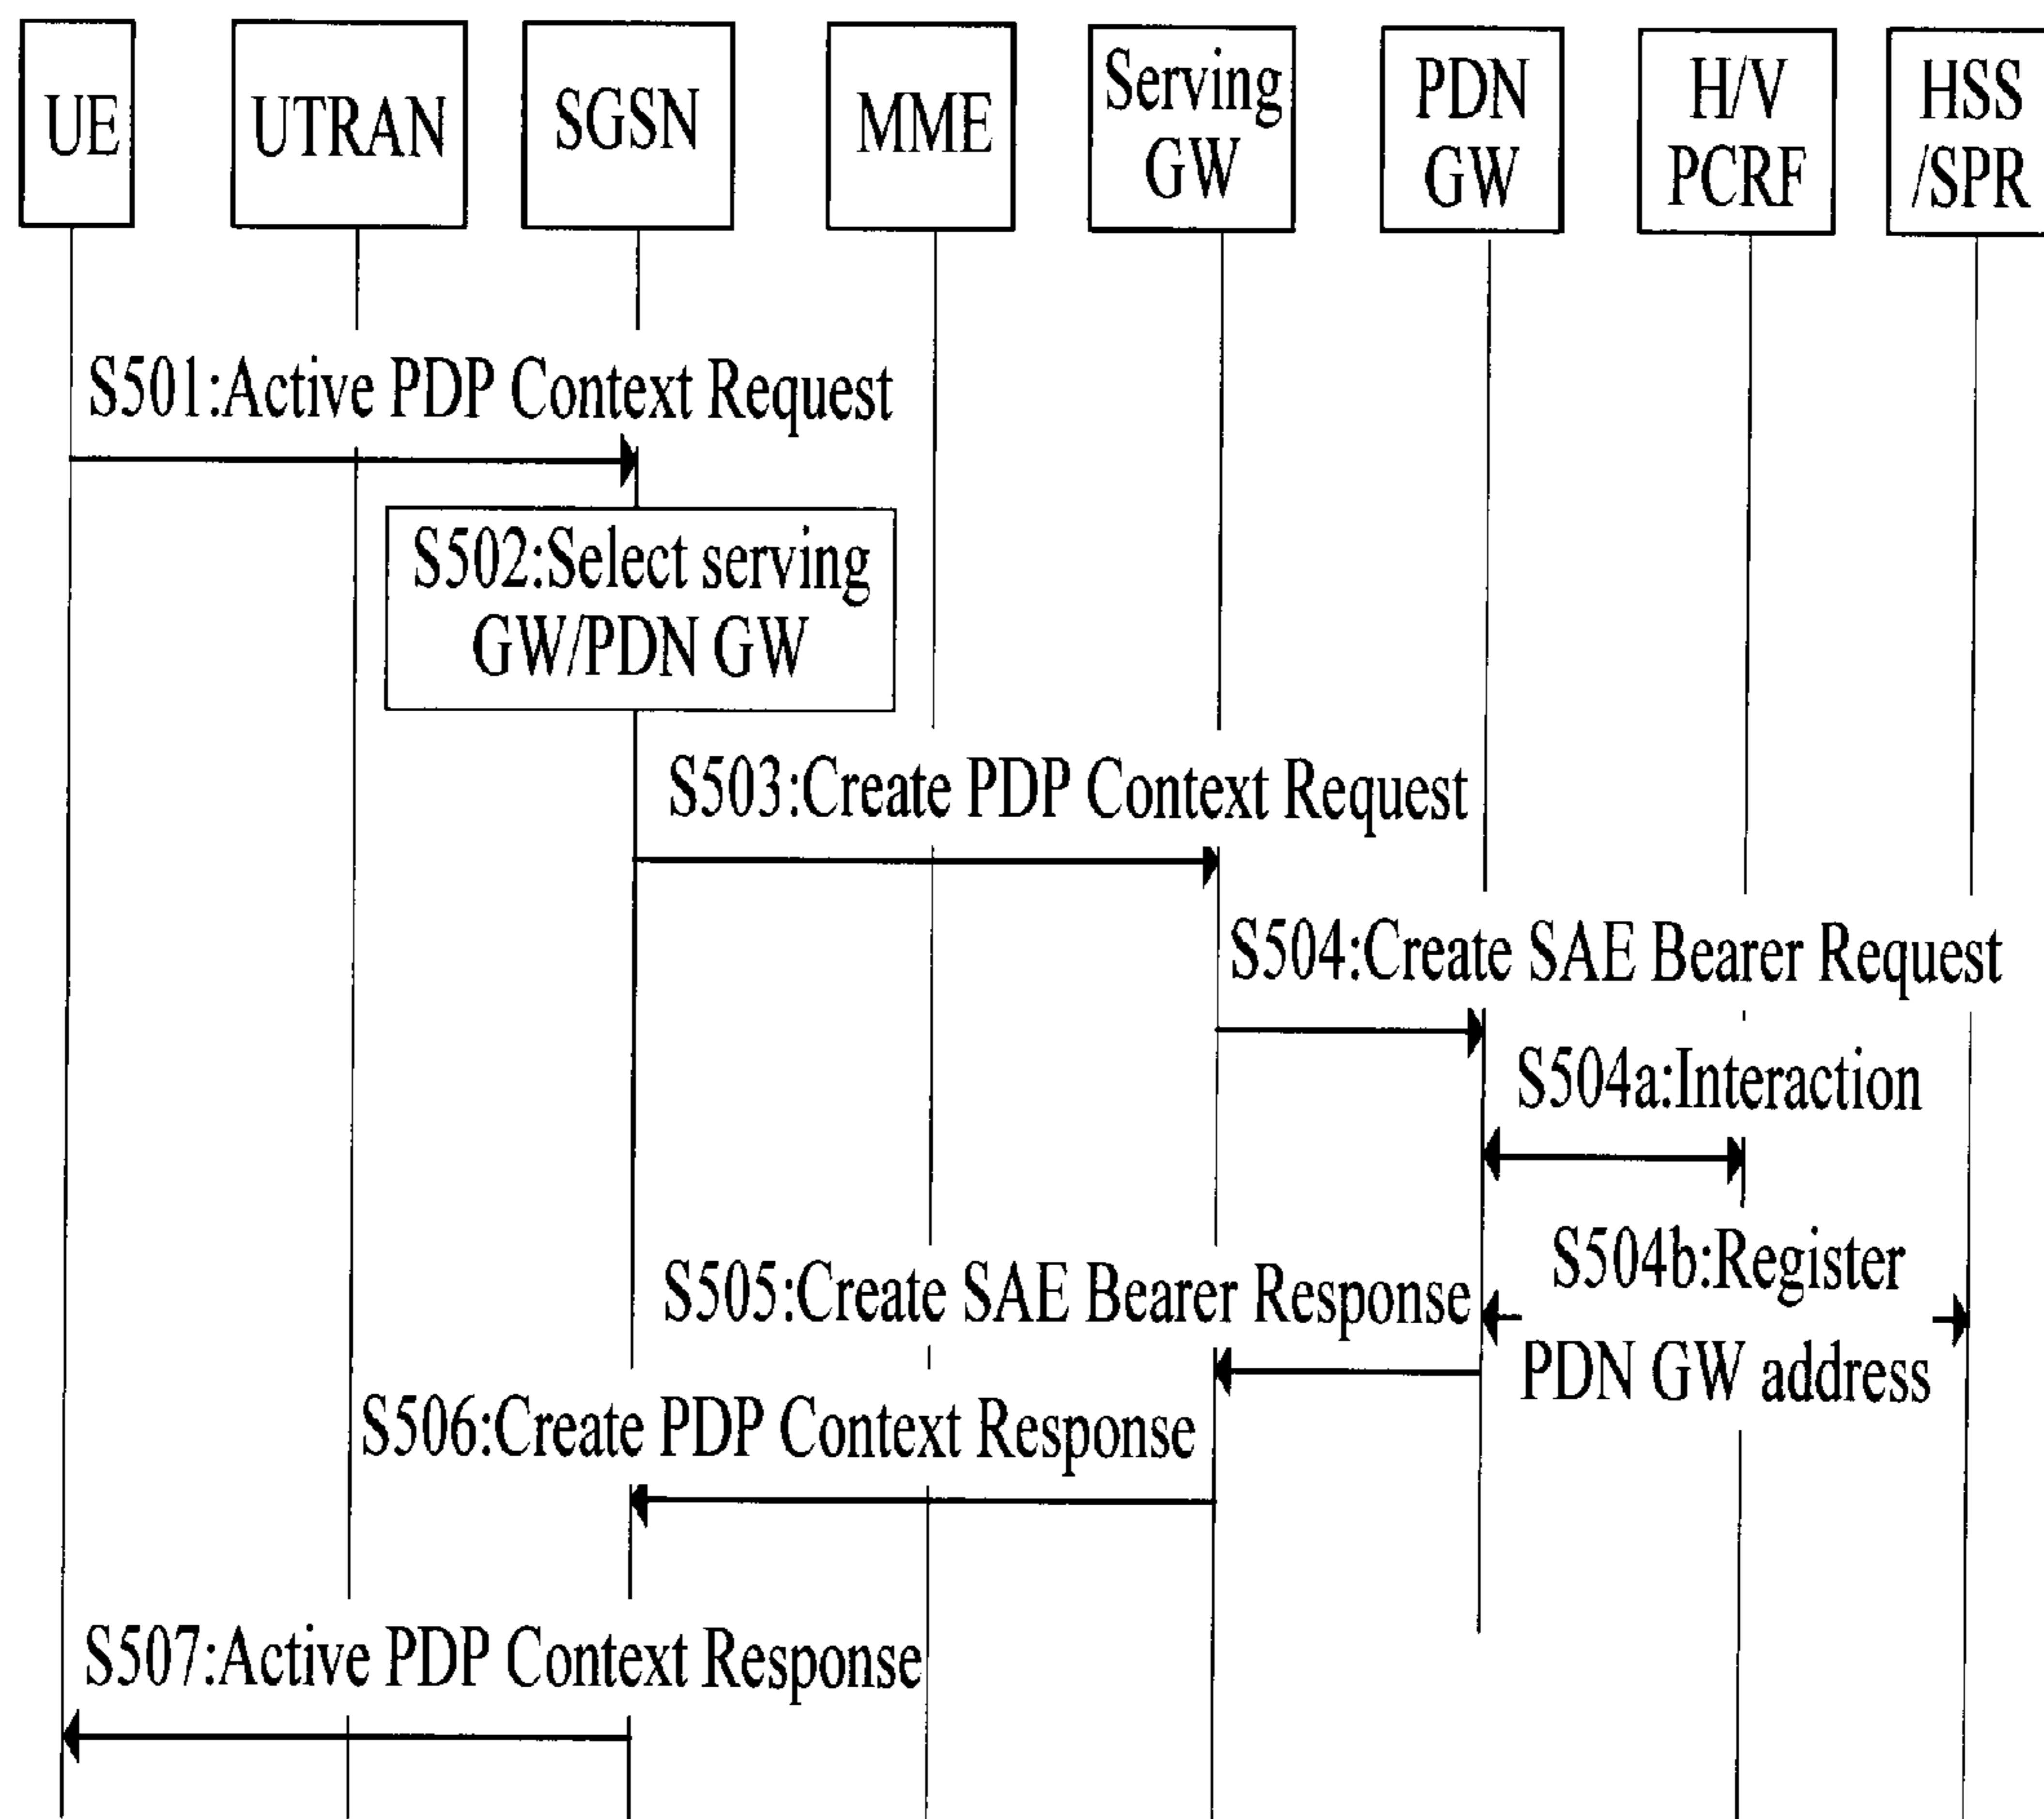 UE
UTRAN
SGSN
MME
Serving
GW
PDN
GW
H/V
PCRF
HSS
/SPR
S501:Active PDP Context Request
S502:Select serving
GW/PDN GW
S503:Create PDP Context Request
S504:Create SAE Bearer Request
S504a:Interaction
S504b:Register
PDN GW address
S505:Create SAE Bearer Response
S506:Create PDP Context Response
S507:Active PDP Context Response